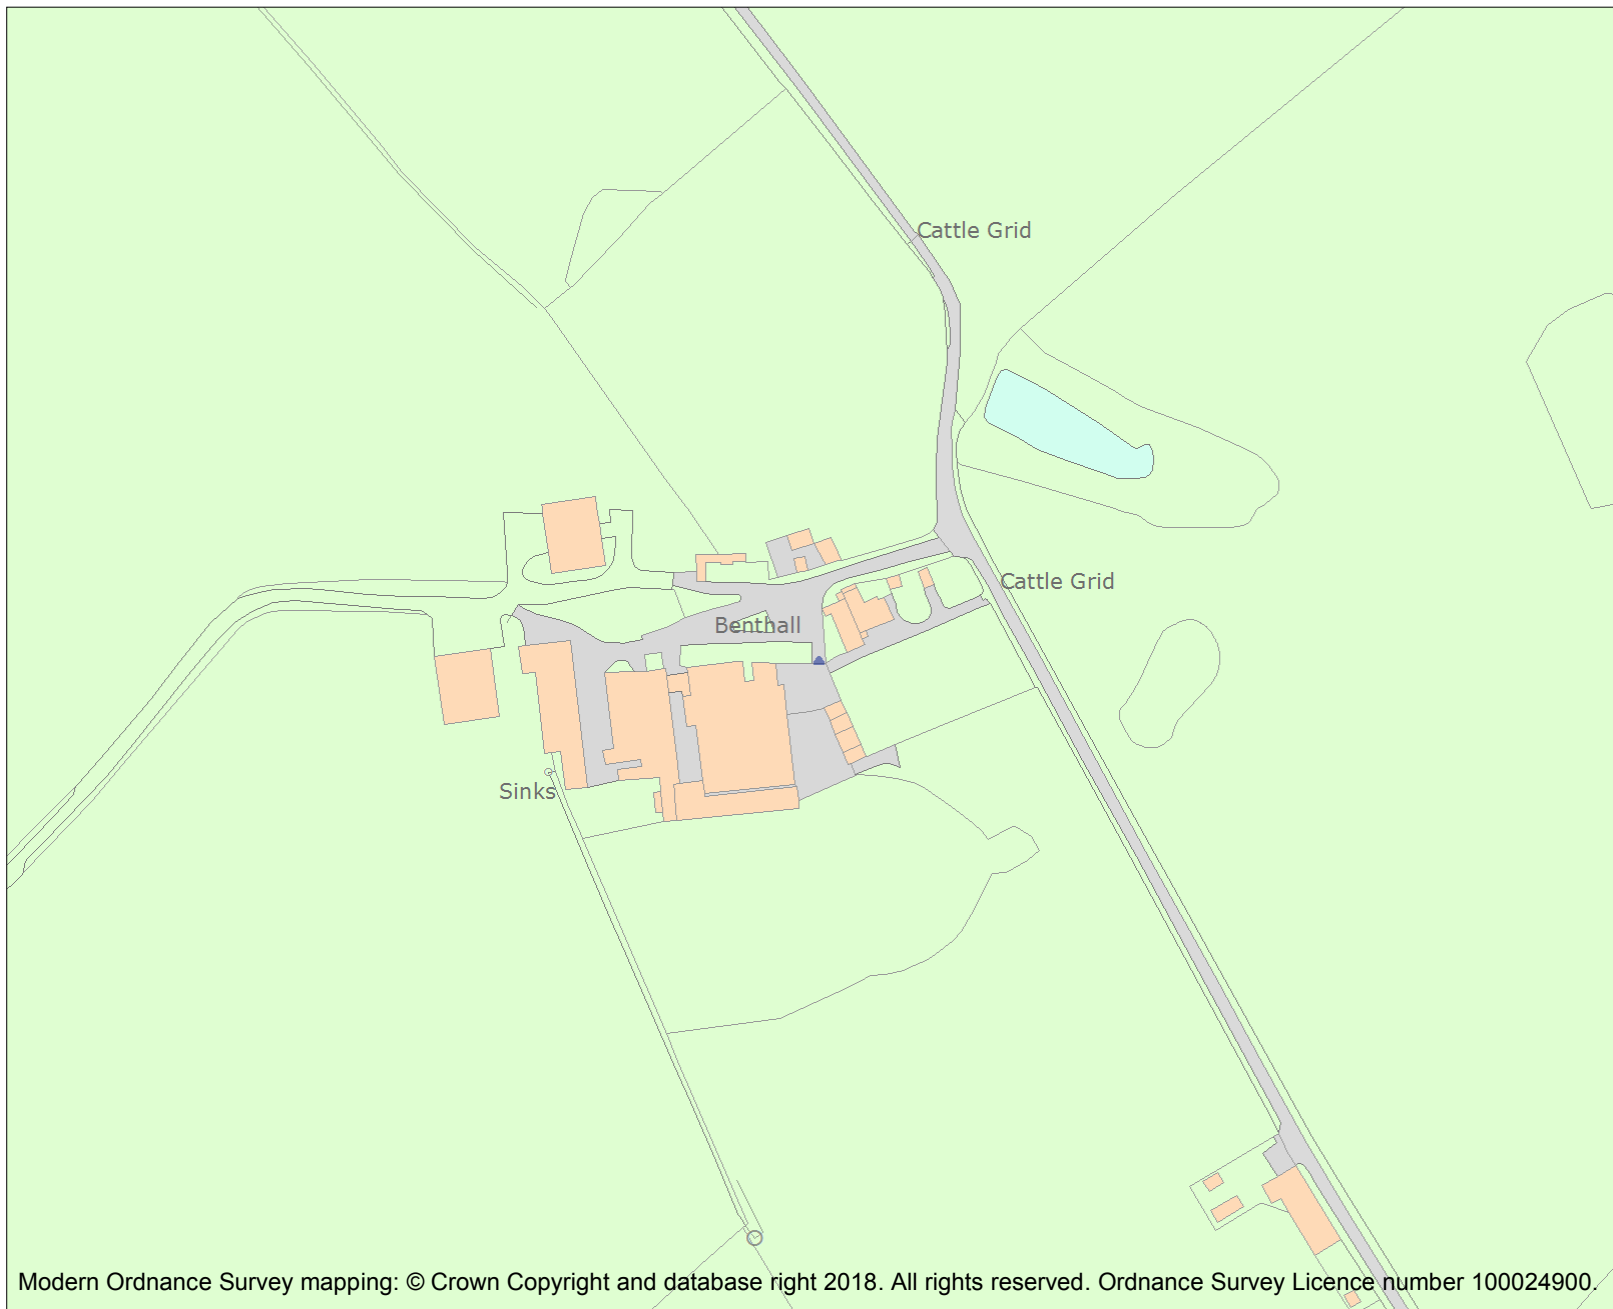 Cattle Grid
Cattle Grid
Benthall
Sinks
Modern Ordnance Survey mapping: © Crown Copyright and database right 2018. All rights reserved. Ordnance Survey Licence number 100024900.